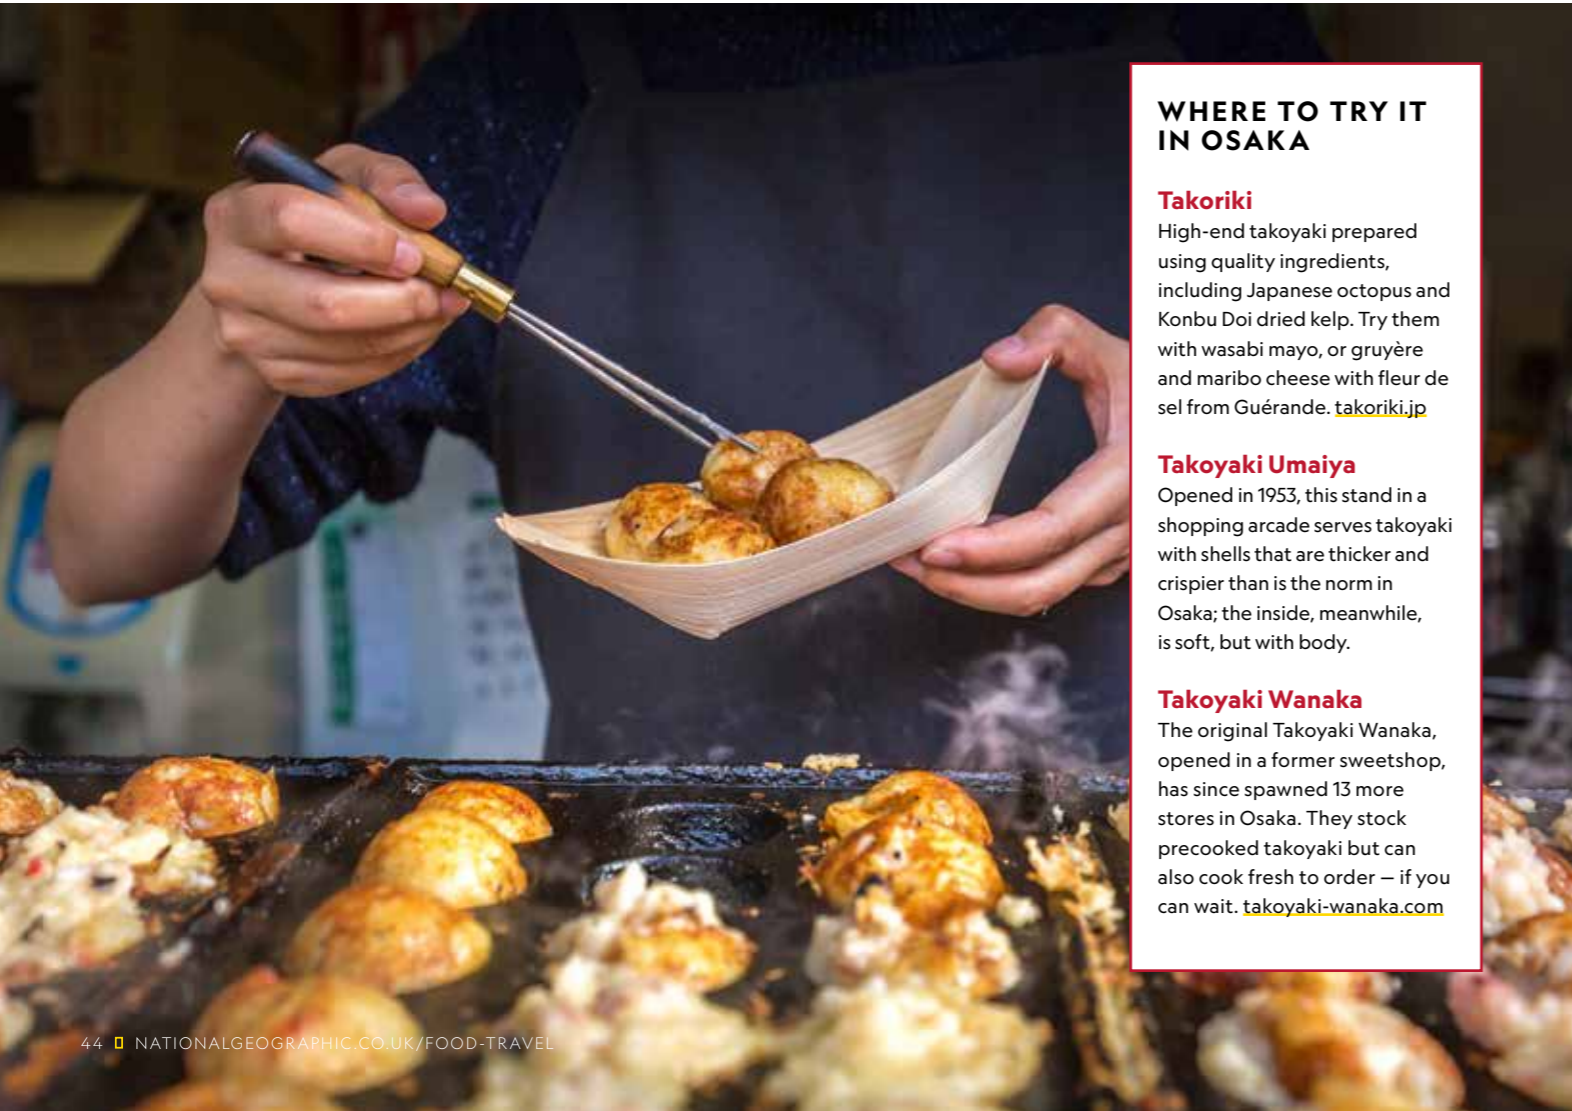 WHERE TO TRY IT
IN OSAKA
Takoriki
High-end takoyaki prepared
using quality ingredients,
including Japanese octopus and
Konbu Doi dried kelp. Try them
with wasabi mayo, or gruyère
and maribo cheese with fleur de
sel from Guérande. takoriki.jp
Takoyaki Umaiya
Opened in 1953, this stand in a
shopping arcade serves takoyaki
with shells that are thicker and
crispier than is the norm in
Osaka; the inside, meanwhile,
is soft, but with body.
Takoyaki Wanaka
The original Takoyaki Wanaka,
opened in a former sweetshop,
has since spawned 13 more
stores in Osaka. They stock
precooked takoyaki but can
also cook fresh to order – if you
can wait. takoyaki-wanaka.com
44 NATIONALGEOGRAPHIC.CO.UK/FOOD-TRAVEL